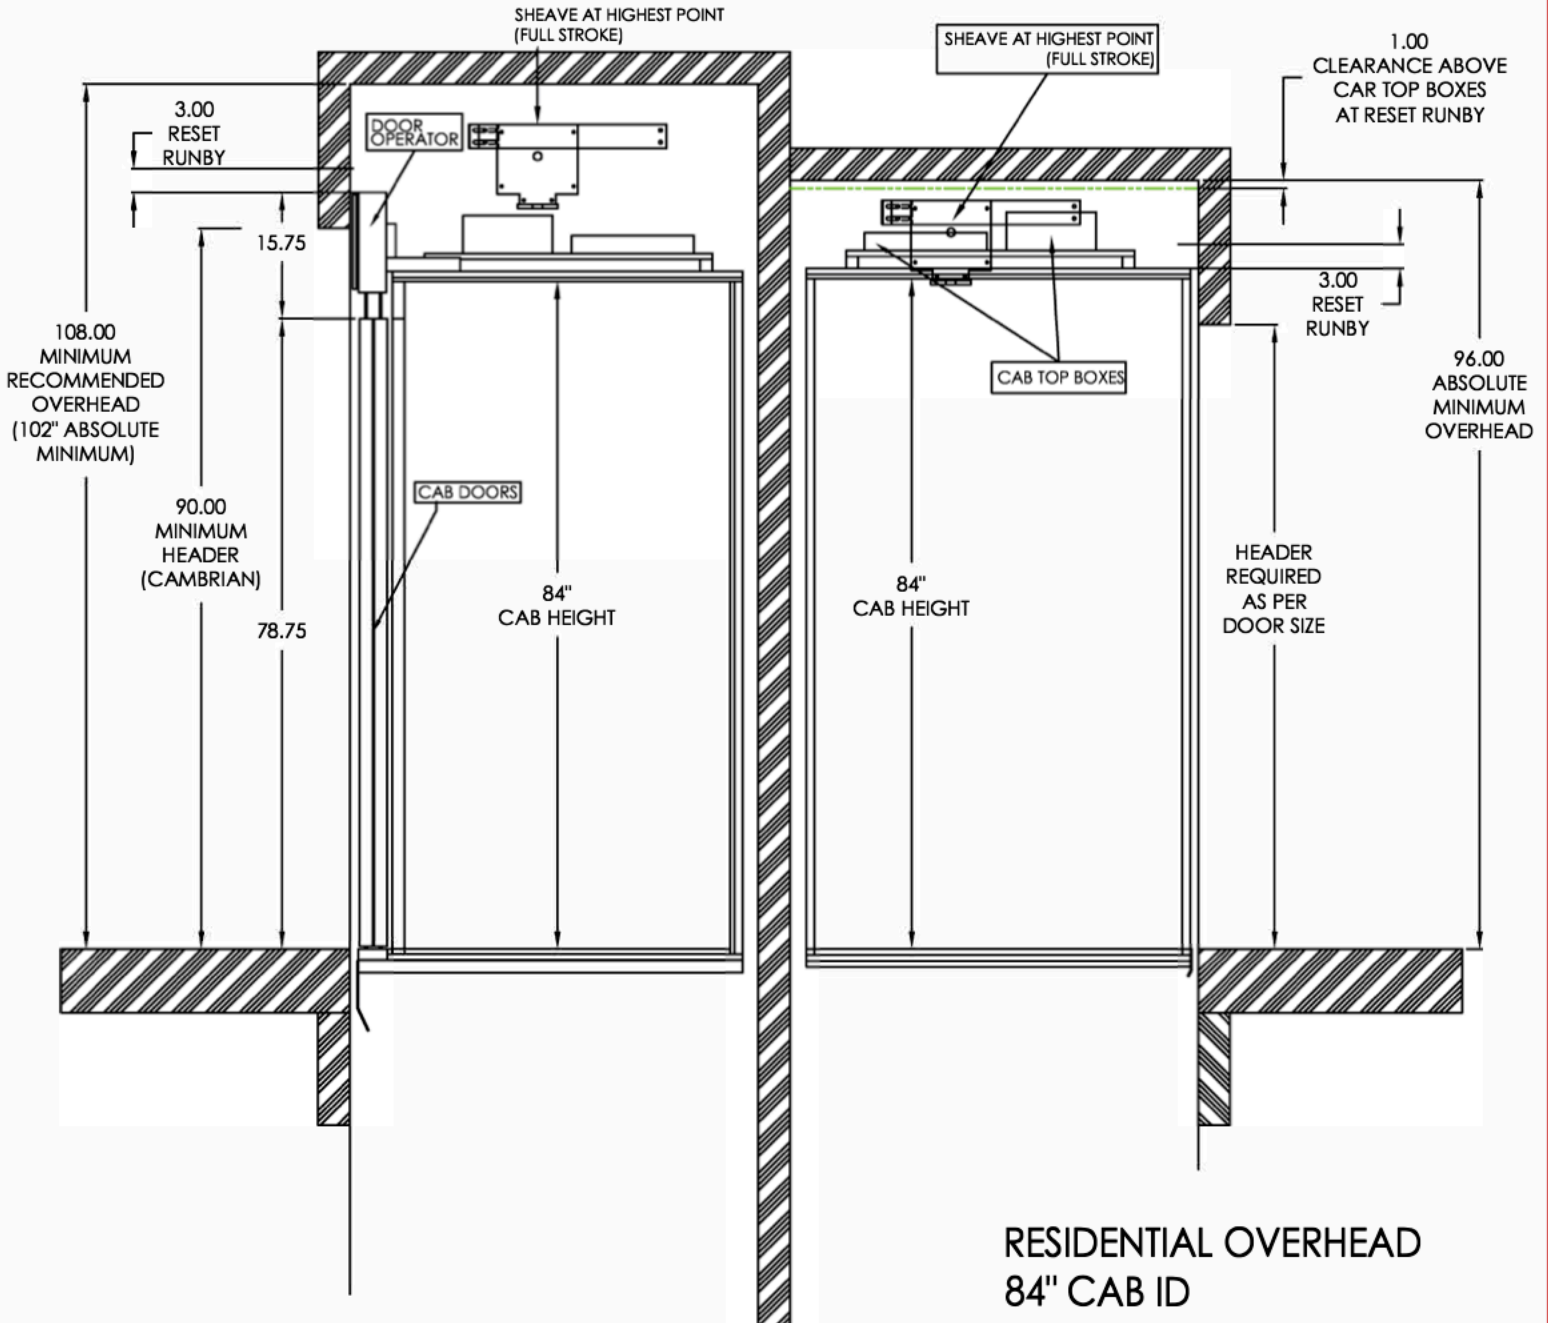 SHEAVE AT HIGHEST POINT
(FULL STROKE)
3.00
RESET
RUNBY
DOOR
OPERATOR
15.75
108.00
MINIMUM
RECOMMENDED
OVERHEAD
(102" ABSOLUTE
MINIMUM)
90.00
MINIMUM
HEADER
(CAMBRIAN)
78.75
CAB DOORS
84"
CAB HEIGHT
SHEAVE AT HIGHEST POINT
(FULL STROKE)
1.00
CLEARANCE ABOVE
CAR TOP BOXES
AT RESET RUNBY
3.00
RESET
RUNBY
CAB TOP BOXES
96.00
ABSOLUTE
MINIMUM
OVERHEAD
84"
CAB HEIGHT
HEADER
REQUIRED
AS PER
DOOR SIZE
RESIDENTIAL OVERHEAD
84" CAB ID